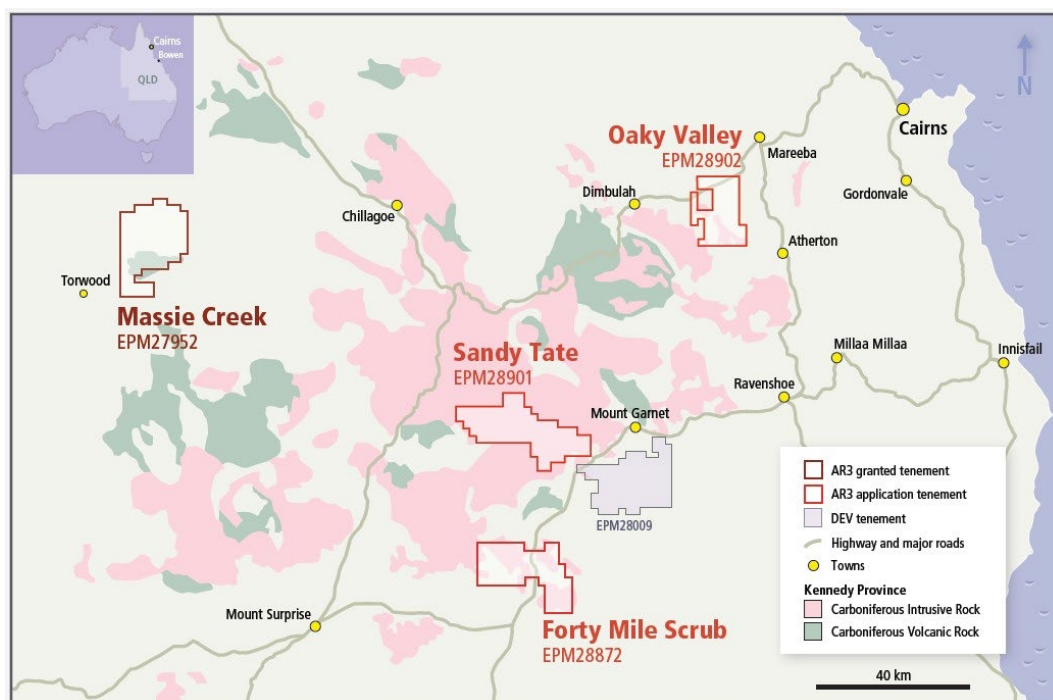 Cairns
Bowen
QLD
N
Oaky Valley
EPM28902
Mareeba
Cairns
Dimbulah
Gordonvale
Chillagoe
Atherton
Torwood
Massie Creek
EPM27952
Sandy Tate
EPM28901
Millaa Millaa
Innisfail
Ravenshoe
Mount Garnet
EPM28009
Mount Surprise
Forty Mile Scrub
EPM28872
AR3 granted tenement
AR3 application tenement
DEV tenement
Highway and major roads
Towns
Kennedy Province
Carboniferous Intrusive Rock
Carboniferous Volcanic Rock
40 km